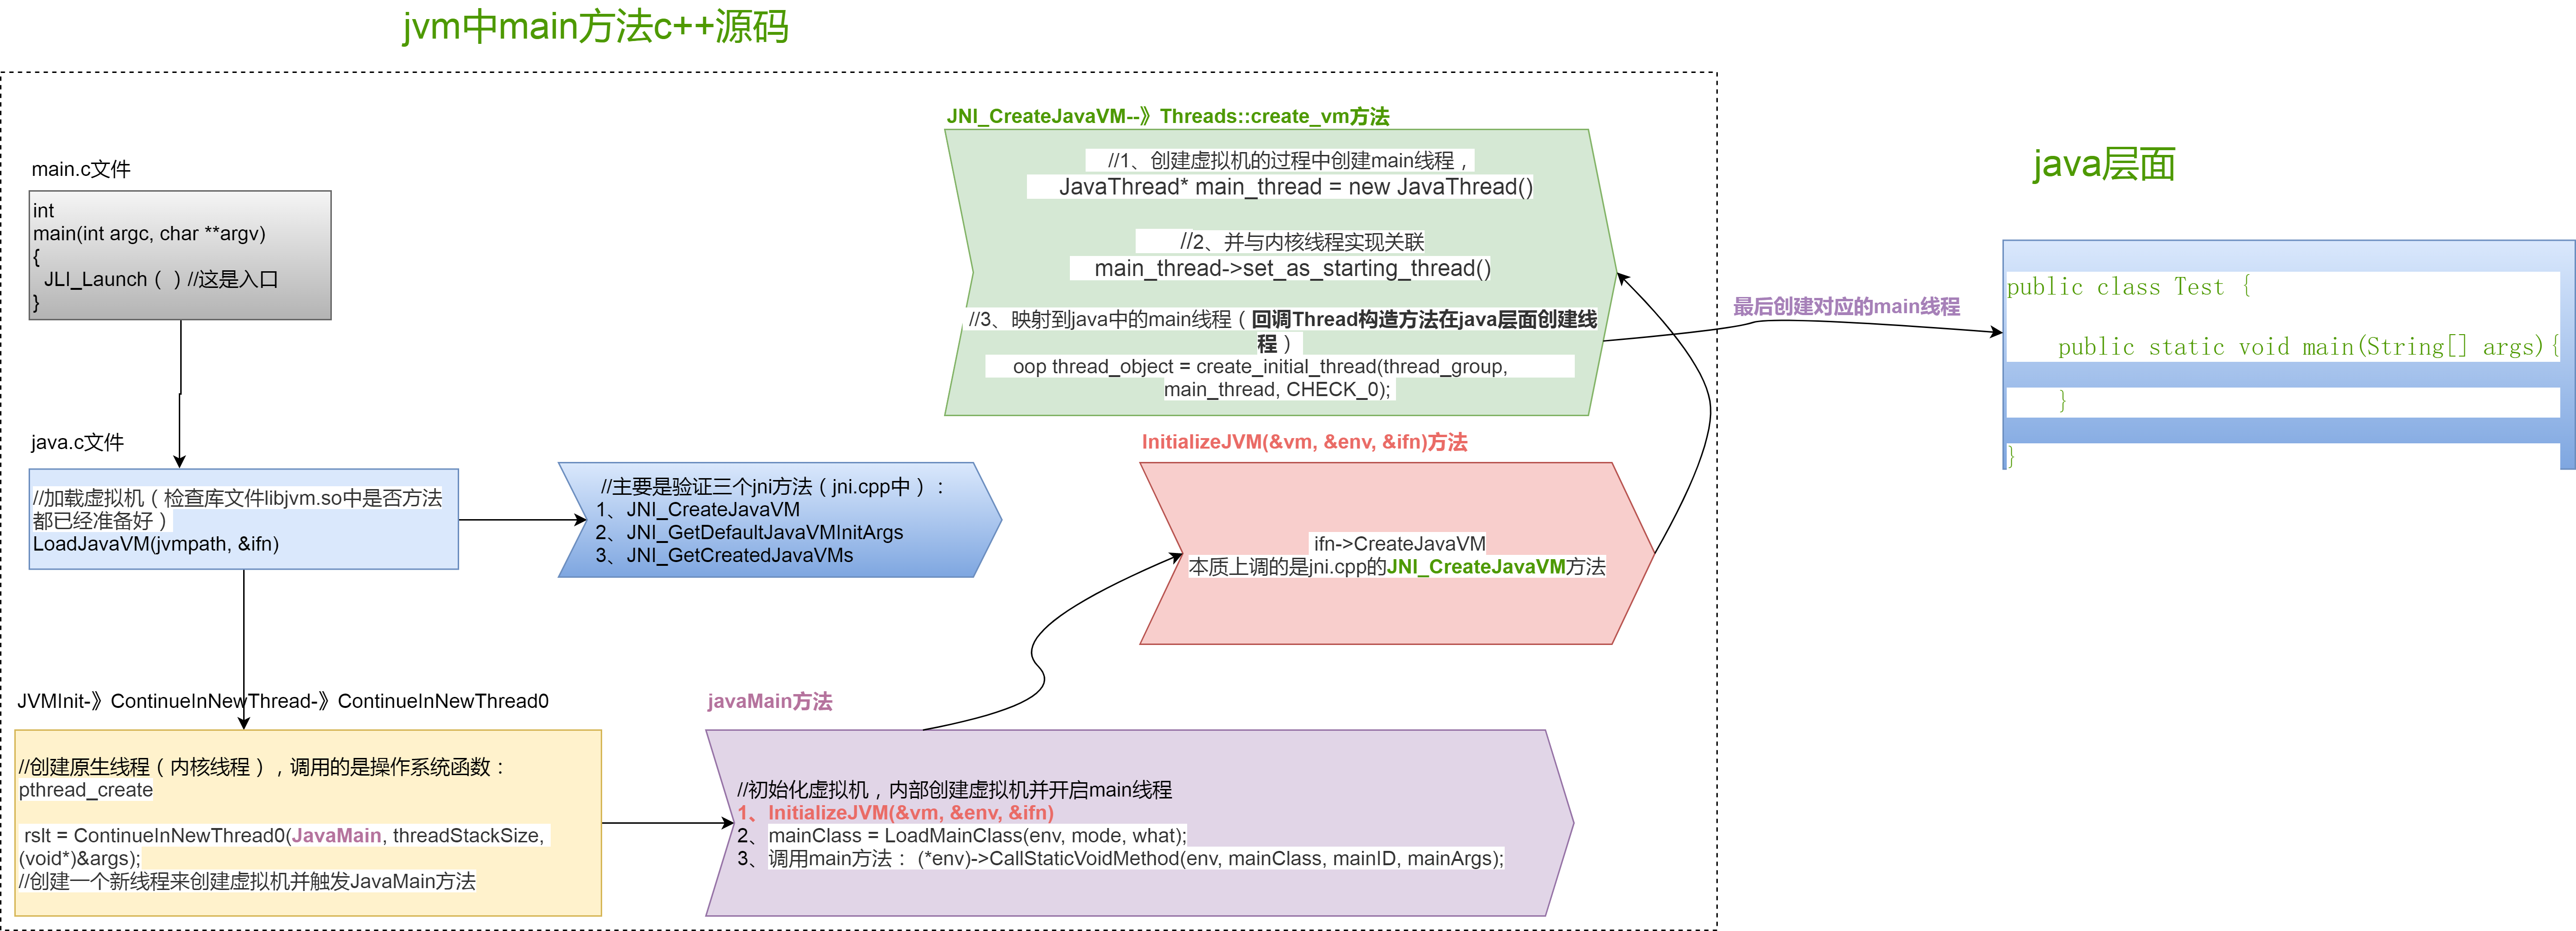 jvm中main方法c++源码
main.c文件
int
main(int argc, char **argv)
{
JLI_Launch（ ）//这是入口
}
java.c文件
//加载虚拟机（检查库文件libjvm.so中是否方法
都已经准备好）
LoadJavaVM(jvmpath, &ifn)
//主要是验证三个jni方法（jni.cpp中）：
1、JNI_CreateJavaVM
2、JNI_GetDefaultJavaVMInitArgs
3、JNI_GetCreatedJavaVMs
JVMInit-》ContinueInNewThread-》ContinueInNewThread0
//创建原生线程（内核线程），调用的是操作系统函数：
pthread_create
rslt = ContinueInNewThread0(JavaMain, threadStackSize,
(void*)&args);
//创建一个新线程来创建虚拟机并触发JavaMain方法
javaMain方法
//初始化虚拟机，内部创建虚拟机并开启main线程
1、InitializeJVM(&vm, &env, &ifn)
2、mainClass = LoadMainClass(env, mode, what);
3、调用main方法： (*env)->CallStaticVoidMethod(env, mainClass, mainID, mainArgs);
InitializeJVM(&vm, &env, &ifn)方法
ifn->CreateJavaVM
本质上调的是jni.cpp的JNI_CreateJavaVM方法
JNI_CreateJavaVM--》Threads::create_vm方法
//1、创建虚拟机的过程中创建main线程，
JavaThread* main_thread = new JavaThread()
//2、并与内核线程实现关联
main_thread->set_as_starting_thread()
//3、映射到java中的main线程（回调Thread构造方法在java层面创建线
程）
oop thread_object = create_initial_thread(thread_group,
main_thread, CHECK_0);
最后创建对应的main线程
java层面
public class Test {
public static void main(String[] args){
}
}